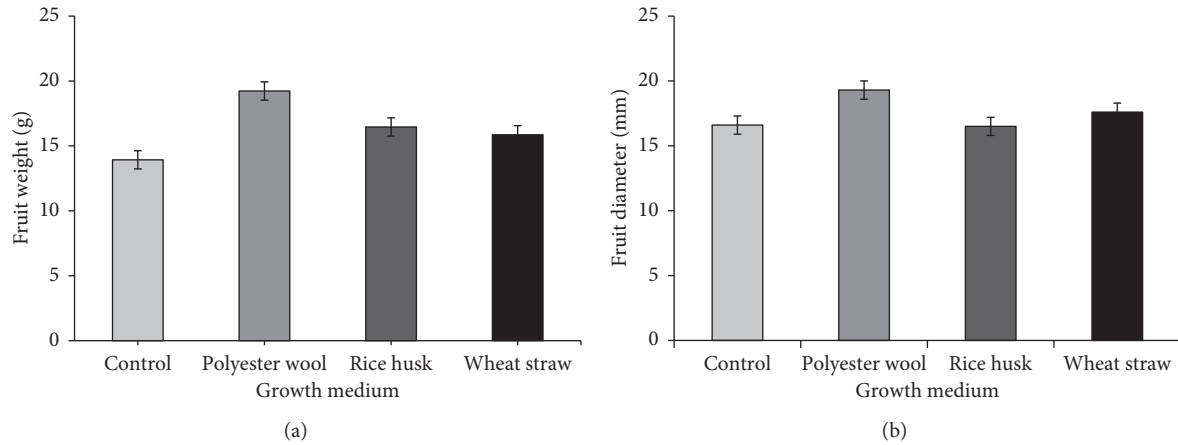 25
20
15
10
5
0
Fruit weight (g)
Control Polyester wool Rice husk Wheat straw
Growth medium
(a)
25
20
15
10
5
0
Fruit diameter (mm)
Control Polyester wool Rice husk Wheat straw
Growth medium
(b)